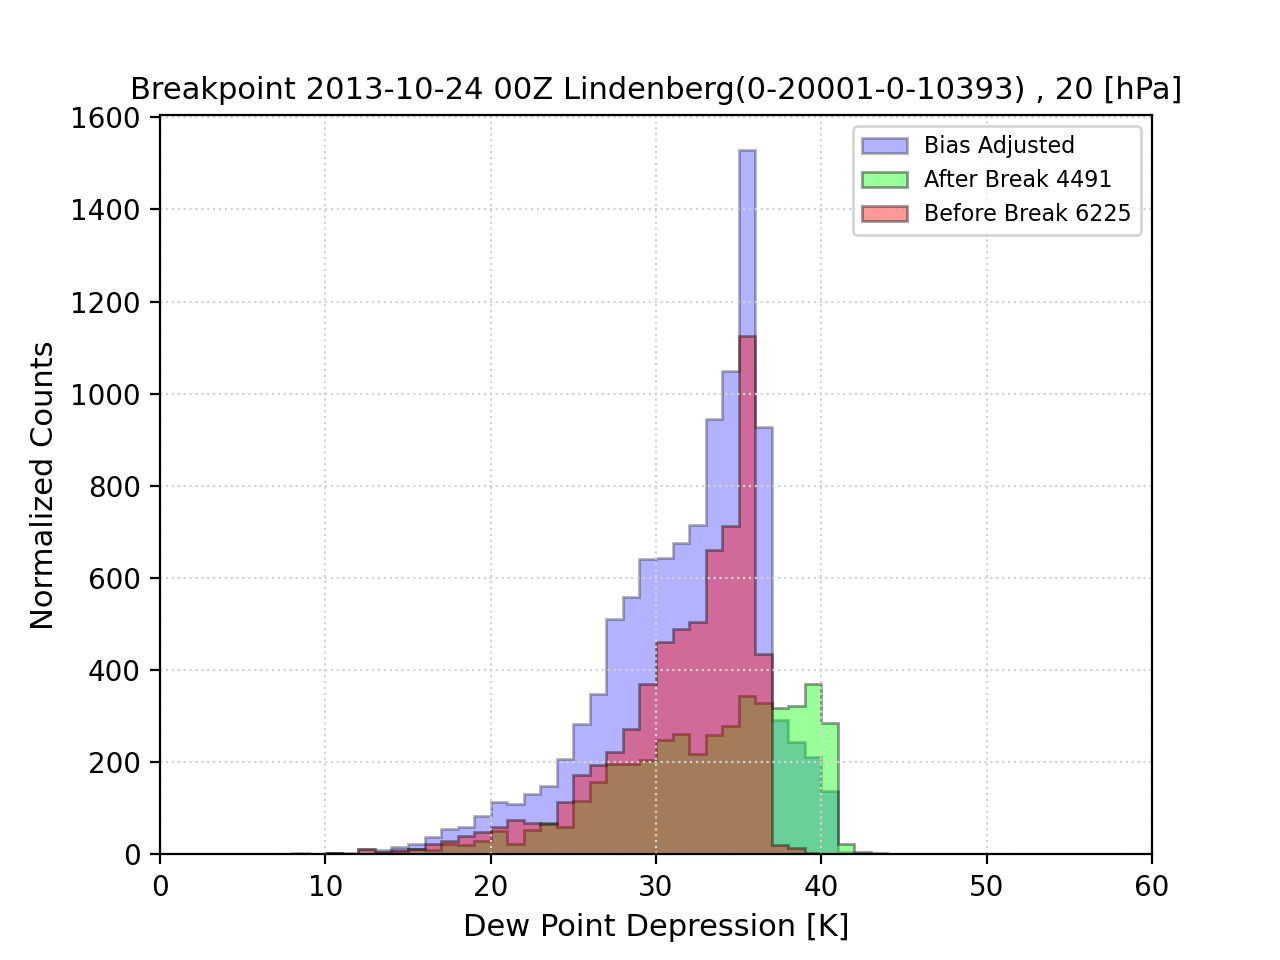 Breakpoint 2013-10-24 00Z Lindenberg(0-20001-0-10393) , 20 [hPa]
1600
1400
1200
1000
800
600
400
200
0
Normalized Counts
Bias Adjusted
After Break 4491
Before Break 6225
0 10 20 30 40 50 60
Dew Point Depression [K]